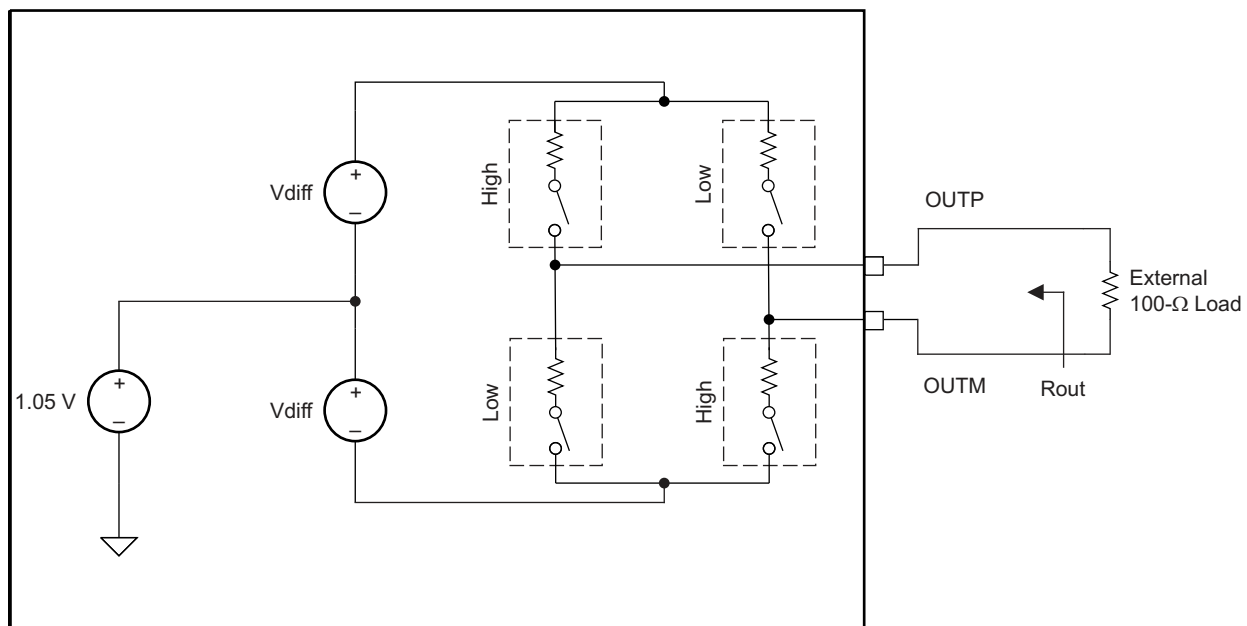 High
Low
Vdiff
OUTP
External
100-Ω Load
1.05 V
Vdiff
Low
High
OUTM
Rout
+
–
+
–
+
–